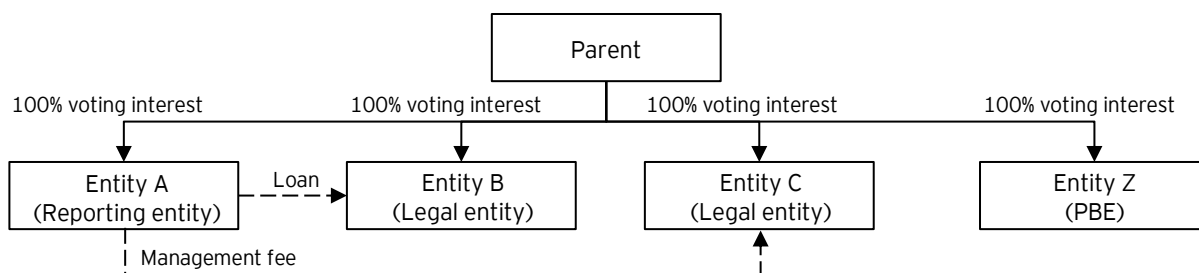 Parent
100% voting interest
100% voting interest
100% voting interest
100% voting interest
Entity A
(Reporting entity)
Loan
Entity B
(Legal entity)
Entity C
(Legal entity)
Entity Z
(PBE)
Management fee